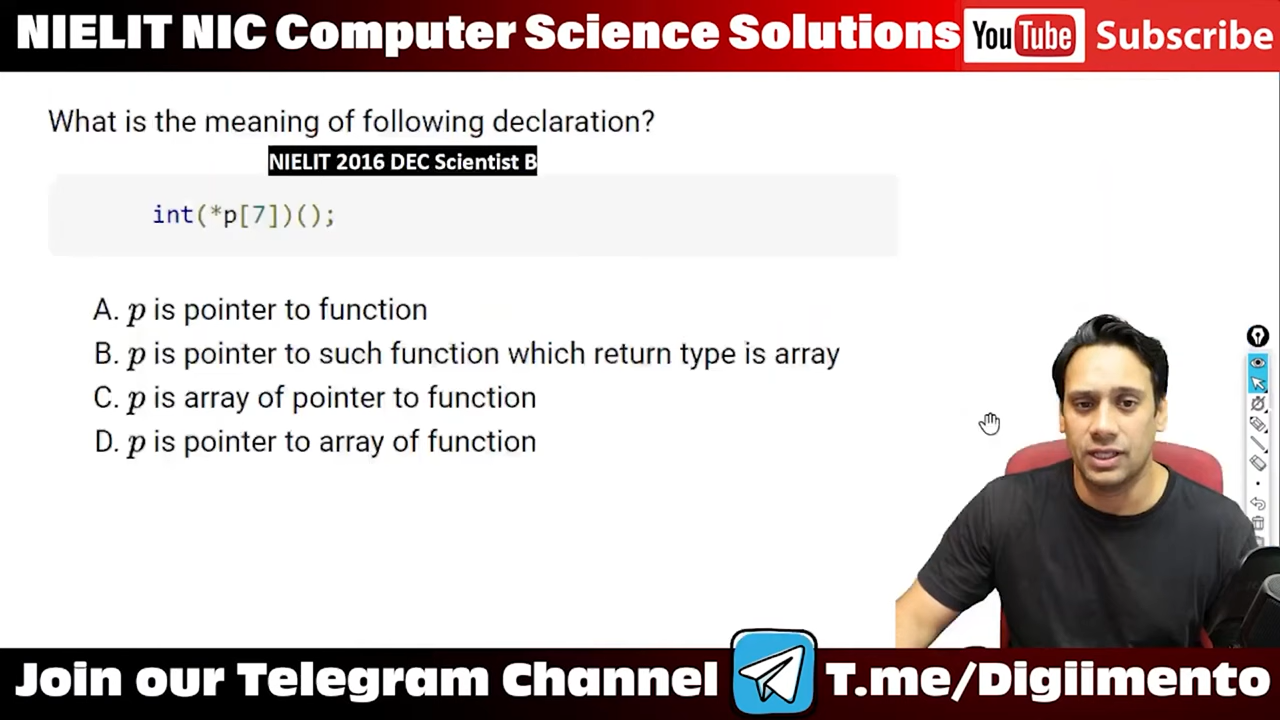 NIELIT NIC Computer Science Solutions YouTube Subscribe
What is the meaning of following declaration?
NIELIT 2016 DEC Scientist B
int(*p[7])();
A. p is pointer to function
B. p is pointer to such function which return type is array
C. p is array of pointer to function
D. p is pointer to array of function
Join our Telegram Channel T.me/Digiimento